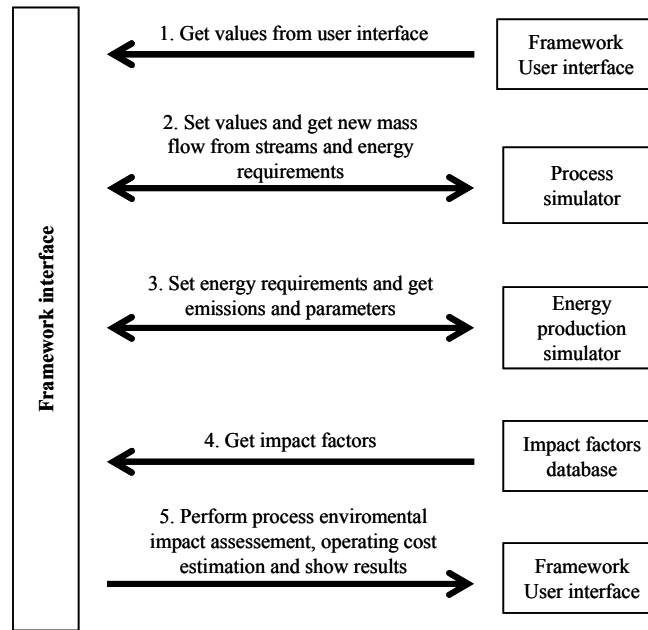 1. Get values from user interface
Framework
User interface
2. Set values and get new mass
flow from streams and energy
requirements
Process
simulator
Framework interface
3. Set energy requirements and get
emissions and parameters
Energy
production
simulator
4. Get impact factors
Impact factors
database
5. Perform process enviromental
impact assessement, operating cost
estimation and show results
Framework
User interface